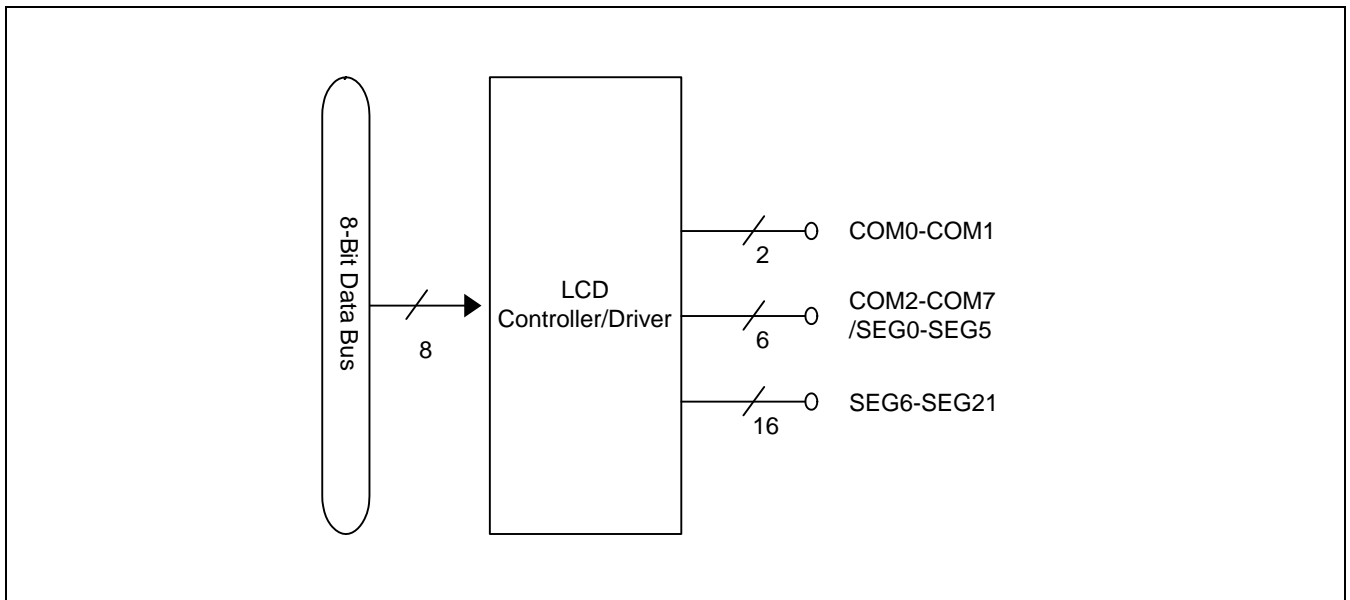 8-Bit Data Bus
8
LCD
Controller/Driver
2
COM0-COM1
6
COM2-COM7
/SEG0-SEG5
16
SEG6-SEG21